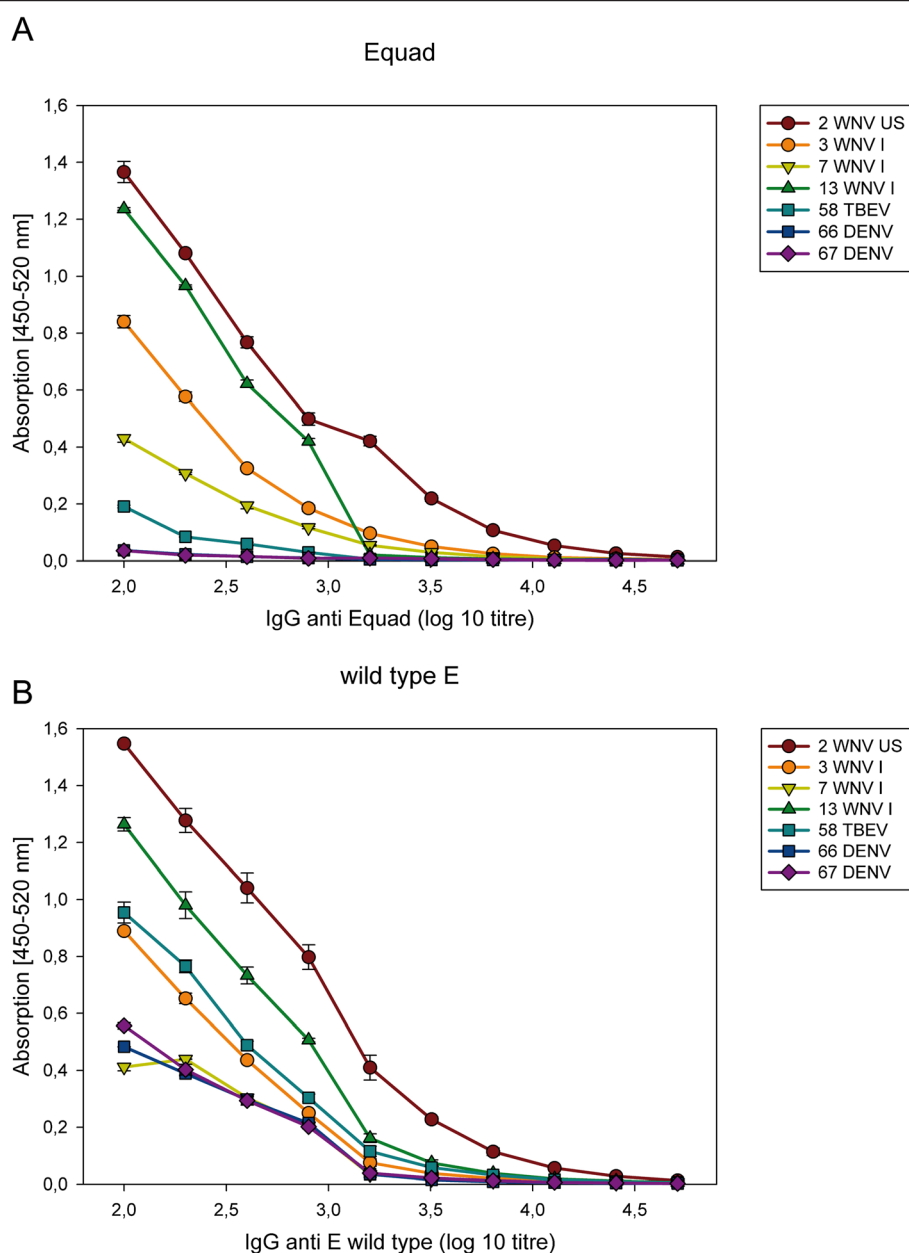 A
Equad
1,6
1,4
1,2
1,0
0,8
0,6
0,4
0,2
0,0
Absorption [450-520 nm]
2,0 2,5 3,0 3,5 4,0 4,5
IgG anti Equad (log 10 titre)
2 WNV US
3 WNV I
7 WNV I
13 WNV I
58 TBEV
66 DENV
67 DENV
B
wild type E
1,6
1,4
1,2
1,0
0,8
0,6
0,4
0,2
0,0
Absorption [450-520 nm]
2,0 2,5 3,0 3,5 4,0 4,5
IgG anti E wild type (log 10 titre)
2 WNV US
3 WNV I
7 WNV I
13 WNV I
58 TBEV
66 DENV
67 DENV